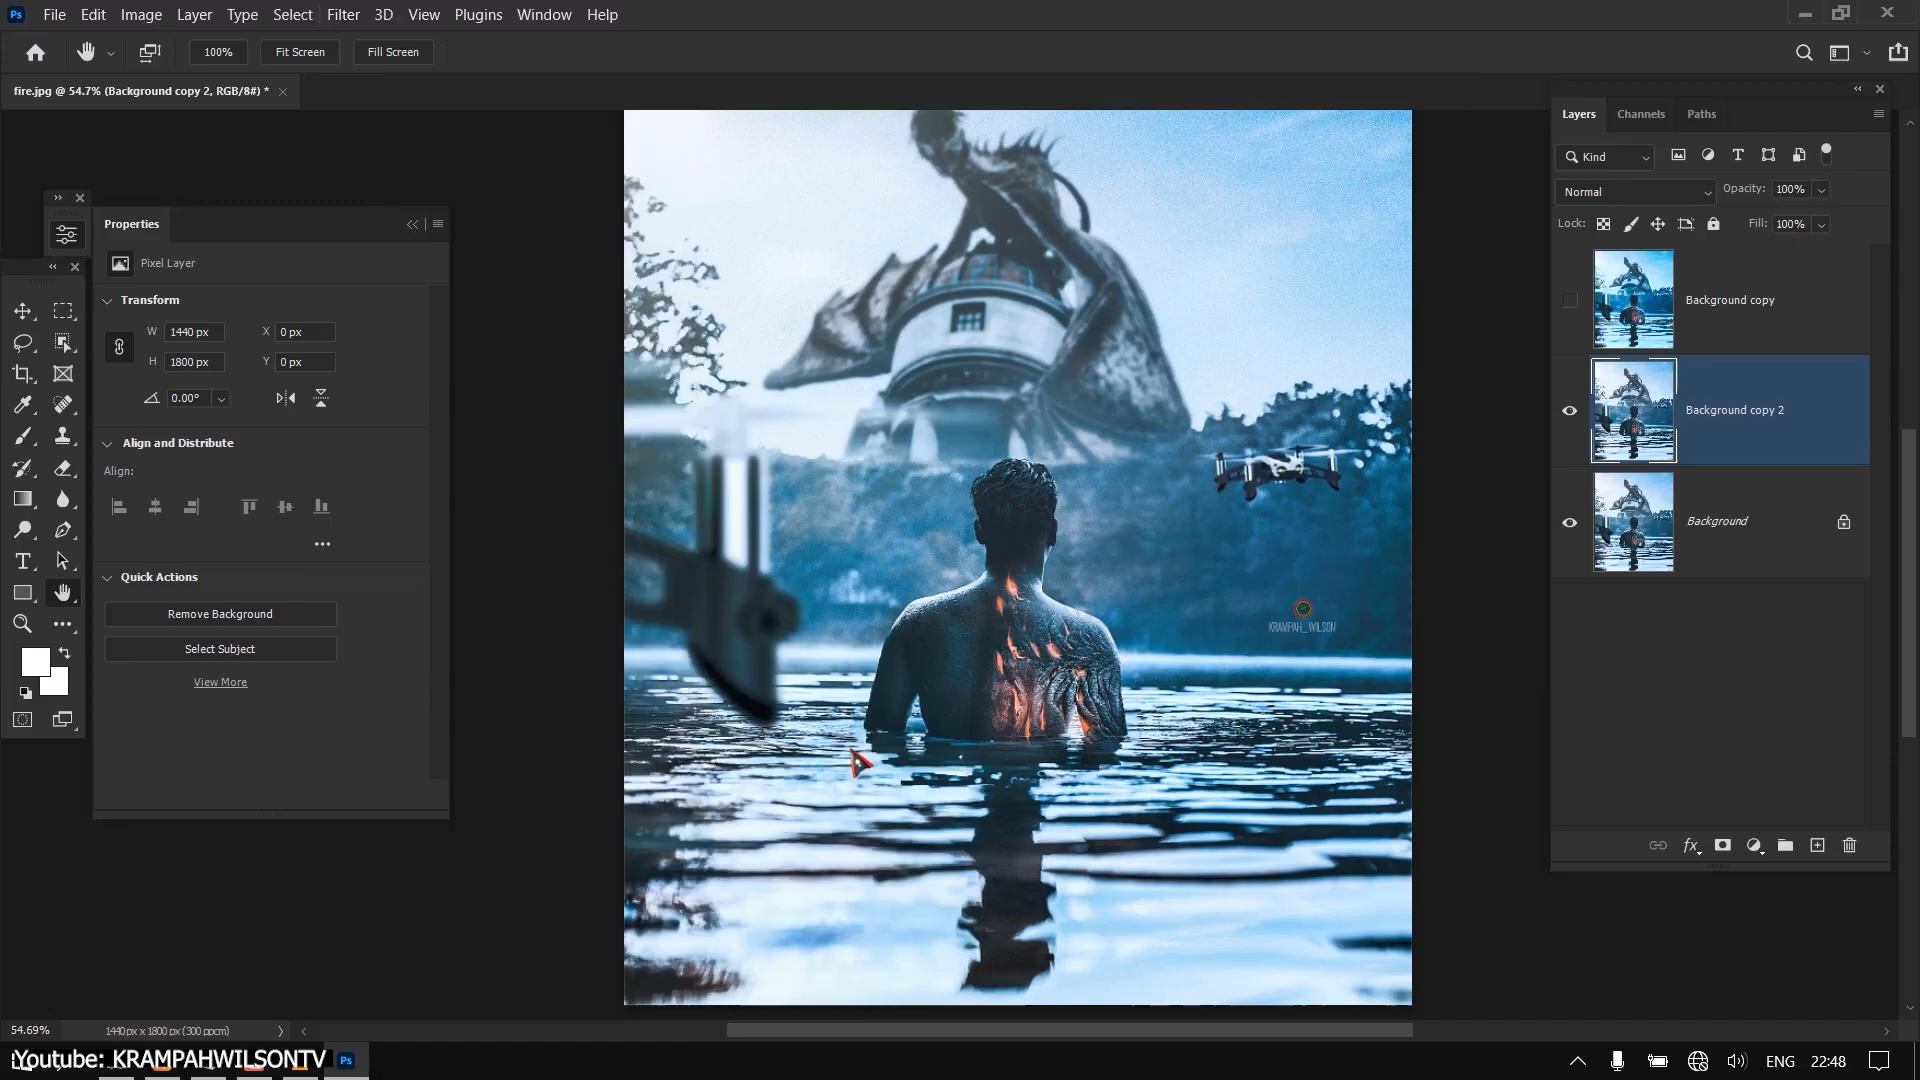 Ps File Edit Image Layer Type Select Filter 3D View Plugins Window Help
100% Fit Screen Fill Screen
fire.jpg @ 54.7% (Background copy 2, RGB/8#) *
Layers Channels Paths
Kind
Normal Opacity: 100%
Lock: Fill: 100%
Background copy
Background copy 2
Background
Properties
Pixel Layer
Transform
W 1440 px X 0 px
H 1800 px Y 0 px
0.00°
Align and Distribute
Align:
Quick Actions
Remove Background
Select Subject
View More
KRAMPAH_WILSON
54.69% 1440 px x 1800 px (300 ppcm)
Youtube: KRAMPAHWILSONTV Ps
ENG 22:48